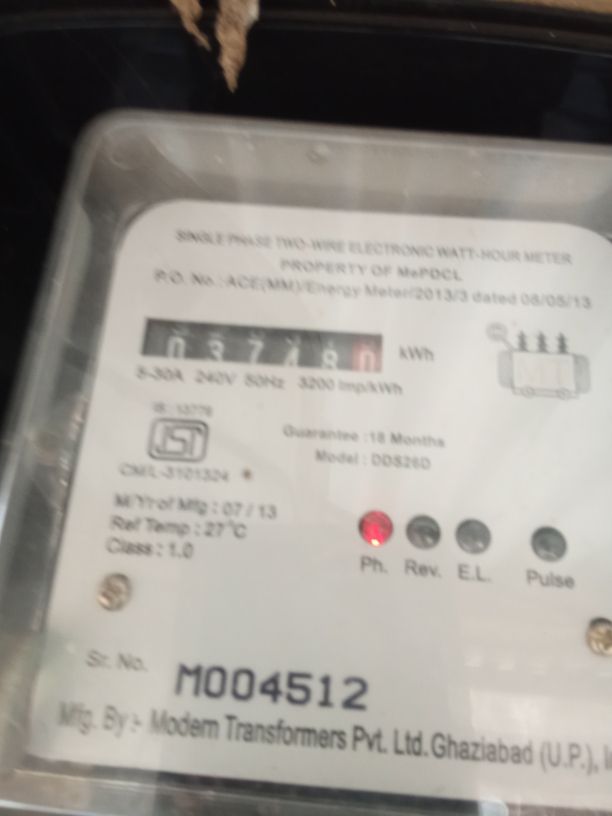 SINGLE PHASE TWO-WIRE ELECTRONIC WATT-HOUR METER
PROPERTY OF MePDCL
P.O. No.: ACE(MM)/Energy Meter/2013/3 dated 08/05/13
037480 kWh
5-30A 240V 50Hz 3200 Imp/kWh
IS : 13779
ISI
CM/L-3101324
Guarantee :18 Months
Model : DDS26D
M/Yr of Mfg : 07 / 13
Ref Temp : 27°C
Class : 1.0
Ph. Rev. E.L. Pulse
Sr. No. M004512
Mfg. By :- Modern Transformers Pvt. Ltd. Ghaziabad (U.P.),